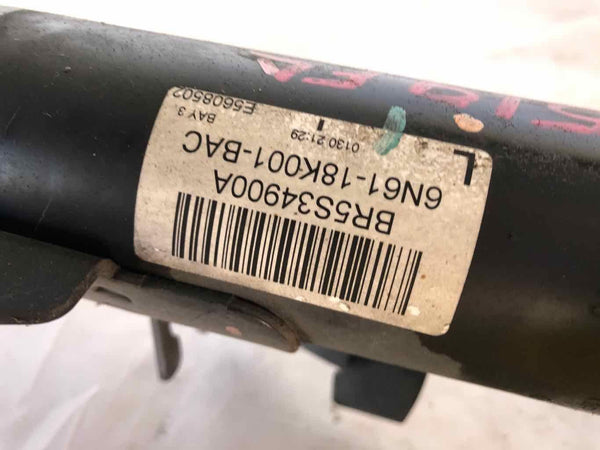 BR5S34900A
6N61-18K001-BAC
L
0130 21:29
BAY 3
E5608502